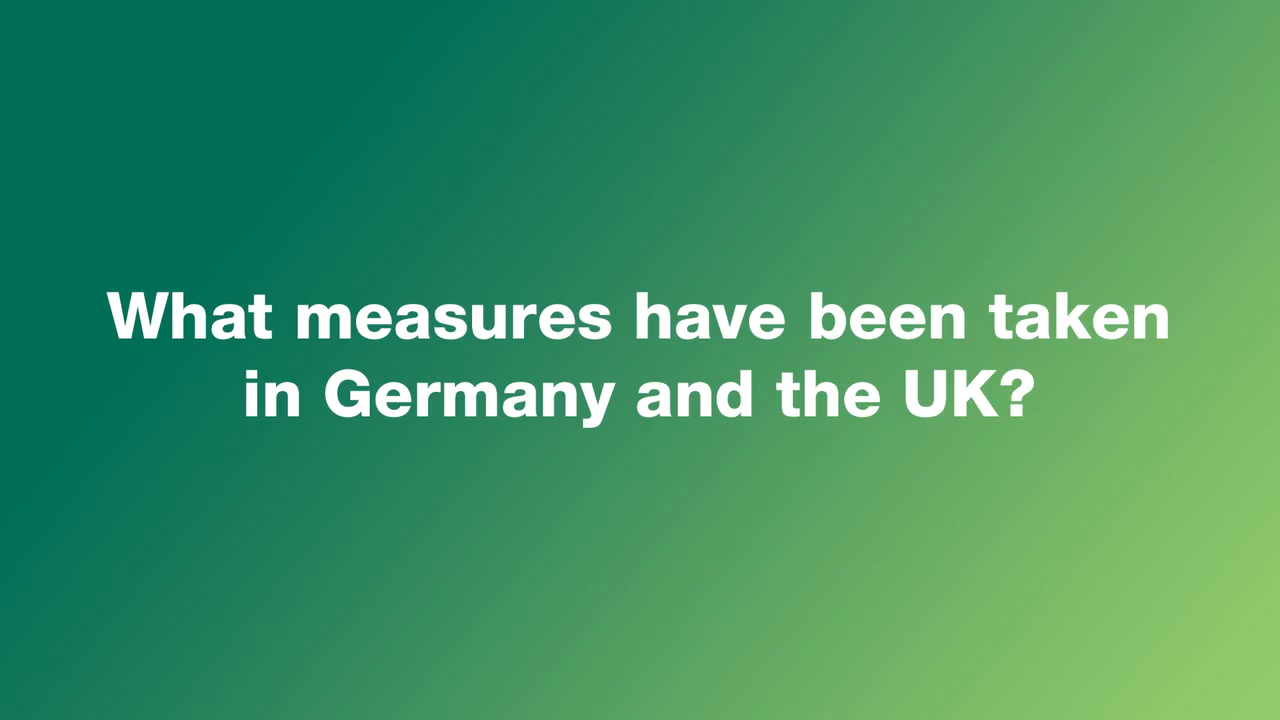 What measures have been taken
in Germany and the UK?